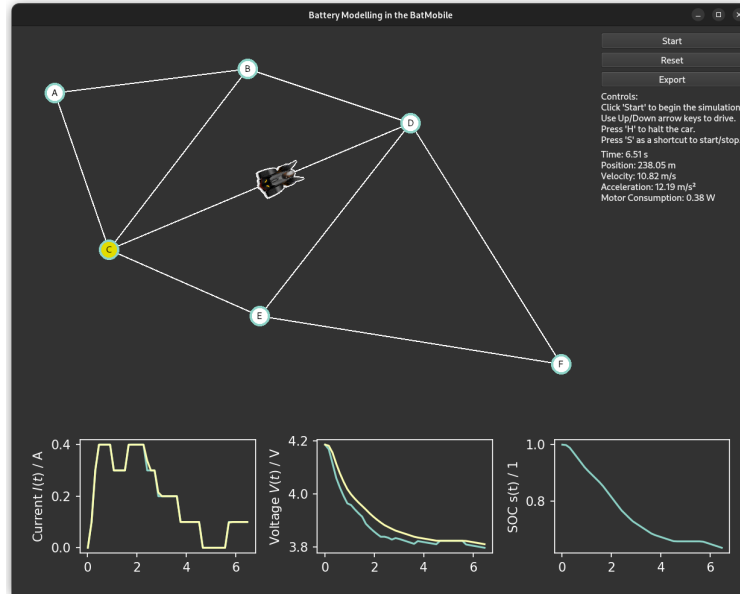 Battery Modelling in the BatMobile
Start
Reset
Export
Controls:
Click 'Start' to begin the simulation
Use Up/Down arrow keys to drive.
Press 'H' to halt the car.
Press 'S' as a shortcut to start/stop.
Time: 6.51 s
Position: 238.05 m
Velocity: 10.82 m/s
Acceleration: 12.19 m/s²
Motor Consumption: 0.38 W
B
A
D
C
E
F
Current I(t) / A
0.4
0.2
0.0
0 2 4 6
Voltage V(t) / V
4.2
4.0
3.8
0 2 4 6
SOC s(t) / 1
1.0
0.8
0 2 4 6